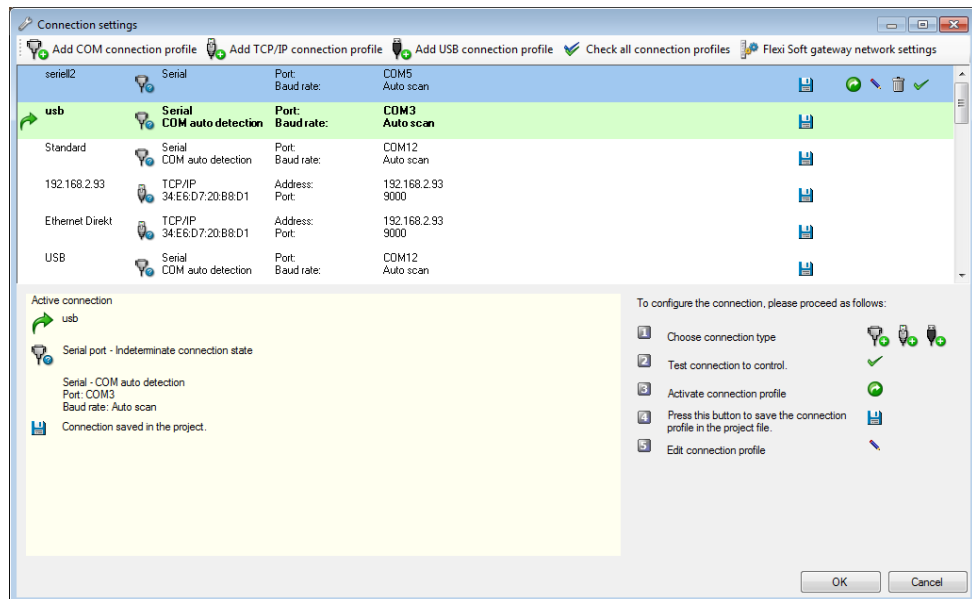 Connection settings
Add COM connection profile Add TCP/IP connection profile Add USB connection profile Check all connection profiles Flexi Soft gateway network settings
seriell2 Serial Port: COM5
Baud rate: Auto scan
usb Serial Port: COM3
COM auto detection Baud rate: Auto scan
Standard Serial Port: COM12
COM auto detection Baud rate: Auto scan
192.168.2.93 TCP/IP Address: 192.168.2.93
34:E6:D7:20:B8:D1 Port: 9000
Ethernet Direkt TCP/IP Address: 192.168.2.93
34:E6:D7:20:B8:D1 Port: 9000
USB Serial Port: COM12
COM auto detection Baud rate: Auto scan
Active connection
usb
Serial port - Indeterminate connection state
Serial - COM auto detection
Port: COM3
Baud rate: Auto scan
Connection saved in the project.
To configure the connection, please proceed as follows:
1 Choose connection type
2 Test connection to control.
3 Activate connection profile
4 Press this button to save the connection
profile in the project file.
5 Edit connection profile
OK Cancel